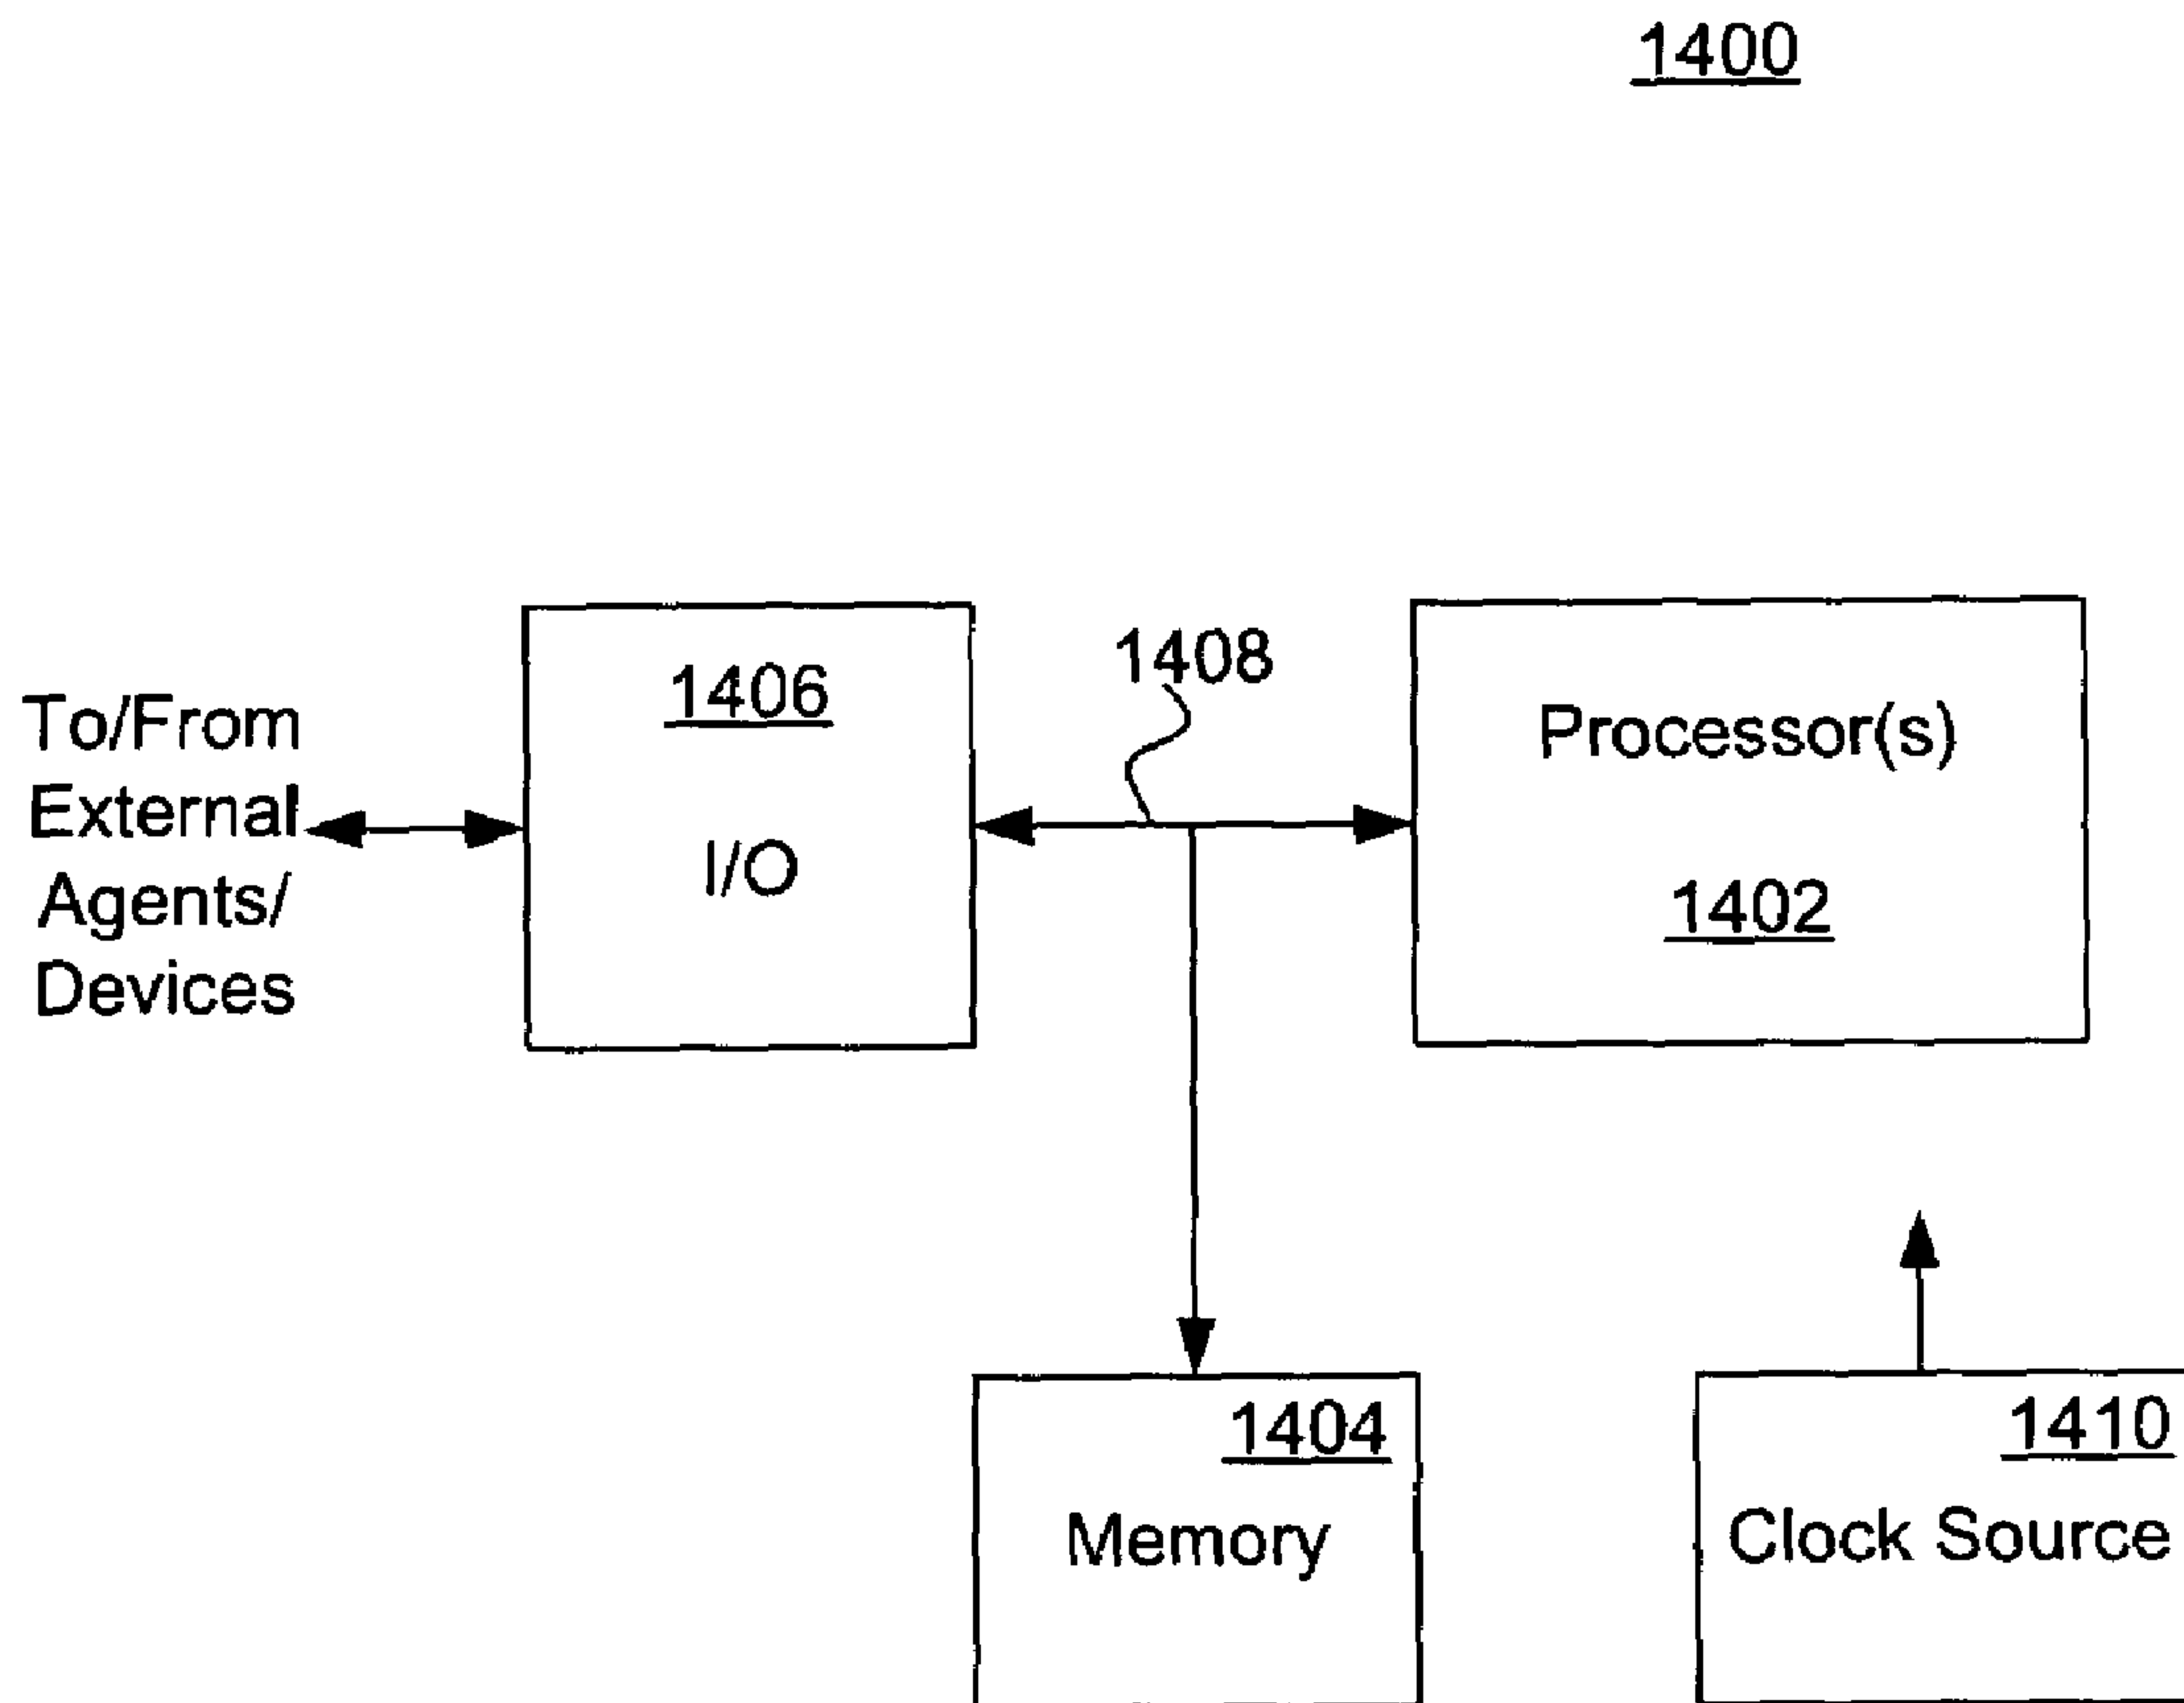 1400
1406
I/O
1408
Processor(s)
1402
To/From
External
Agents/
Devices
1404
Memory
1410
Clock Source